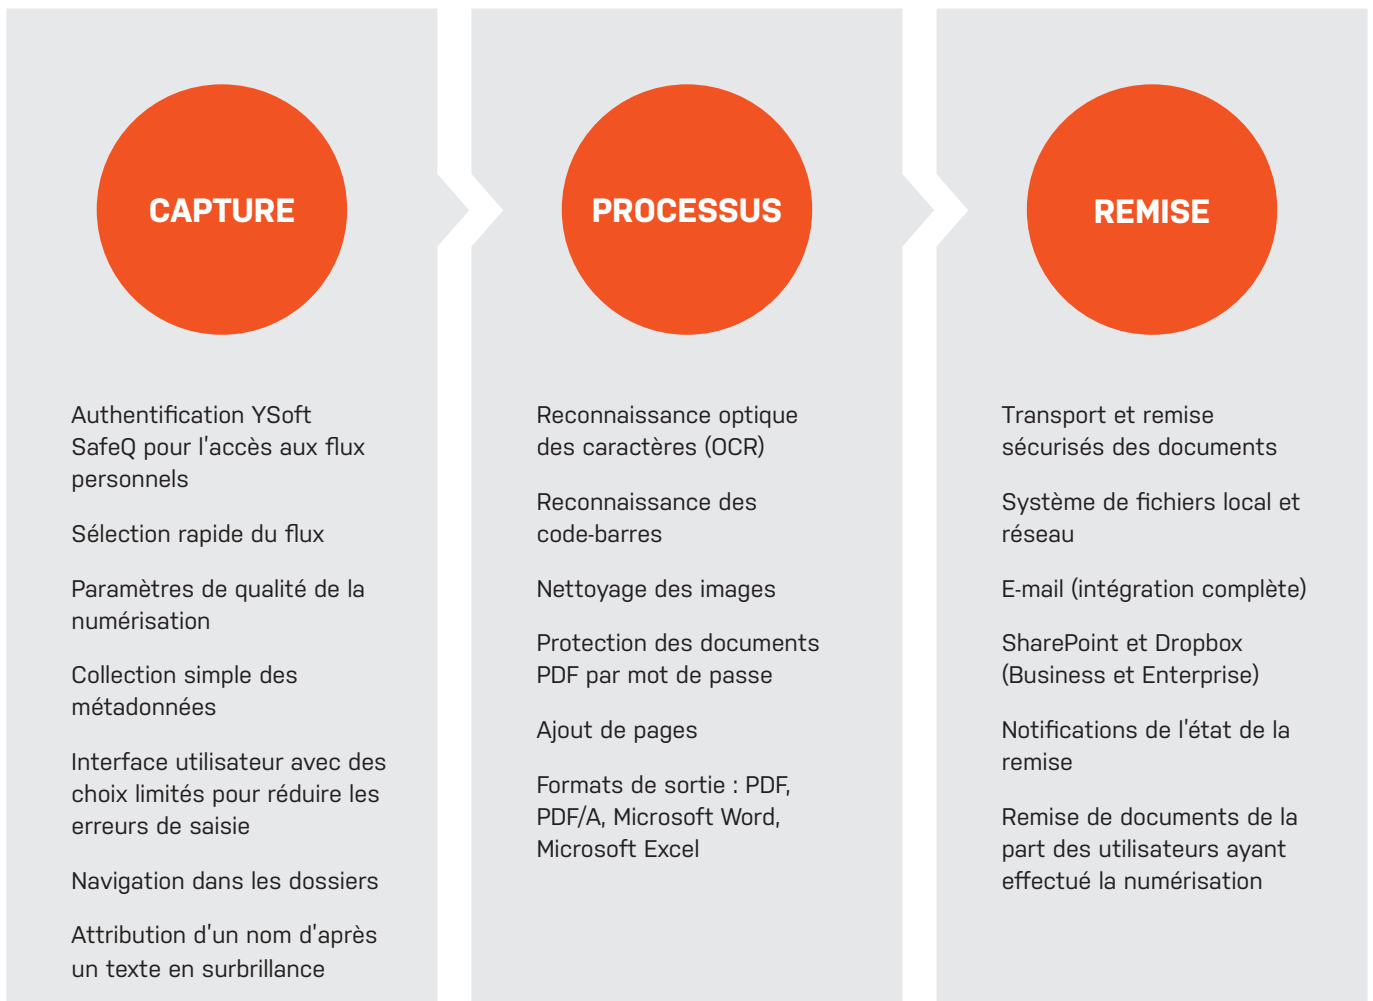 CAPTURE
Authentification YSoft
SafeQ pour l'accès aux flux
personnels
Sélection rapide du flux
Paramètres de qualité de la
numérisation
Collection simple des
métadonnées
Interface utilisateur avec des
choix limités pour réduire les
erreurs de saisie
Navigation dans les dossiers
Attribution d'un nom d'après
un texte en surbrillance
PROCESSUS
Reconnaissance optique
des caractères (OCR)
Reconnaissance des
code-barres
Nettoyage des images
Protection des documents
PDF par mot de passe
Ajout de pages
Formats de sortie : PDF,
PDF/A, Microsoft Word,
Microsoft Excel
REMISE
Transport et remise
sécurisés des documents
Système de fichiers local et
réseau
E-mail (intégration complète)
SharePoint et Dropbox
(Business et Enterprise)
Notifications de l'état de la
remise
Remise de documents de la
part des utilisateurs ayant
effectué la numérisation